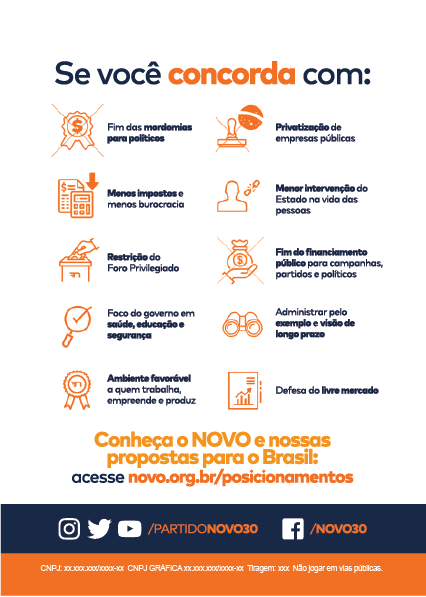 Se você concorda com:
Fim das mordomias
para políticos
Privatização de
empresas públicas
Menos impostos e
menos burocracia
Menor intervenção do
Estado na vida das
pessoas
Restrição do
Foro Privilegiado
Fim do financiamento
público para campanhas,
partidos e políticos
Foco do governo em
saúde, educação e
segurança
Administrar pelo
exemplo e visão de
longo prazo
Ambiente favorável
a quem trabalha,
empreende e produz
Defesa do livre mercado
Conheça o NOVO e nossas
propostas para o Brasil:
acesse novo.org.br/posicionamentos
/PARTIDONOVO30 /NOVO30
CNPJ: xx.xxx.xxx/xxxx-xx CNPJ GRÁFICA xx.xxx.xxx/xxxx-xx Tiragem: xxx Não jogar em vias públicas.